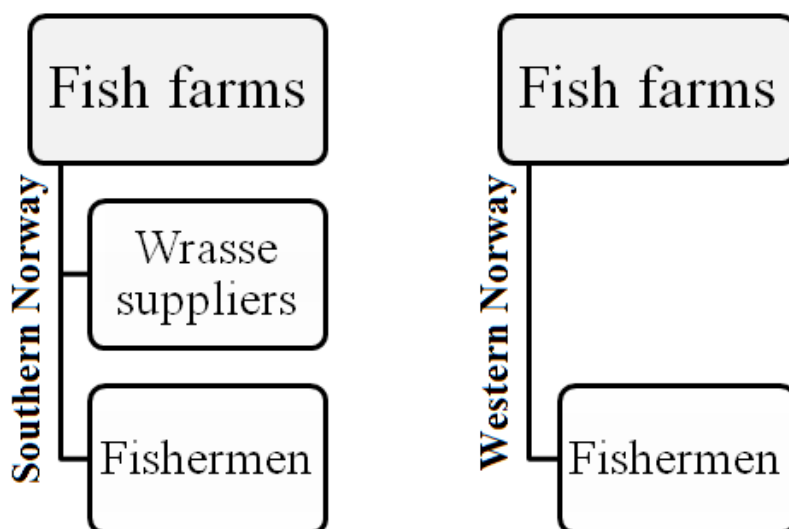 Fish farms
Southern Norway
Wrasse
suppliers
Fishermen
Fish farms
Western Norway
Fishermen